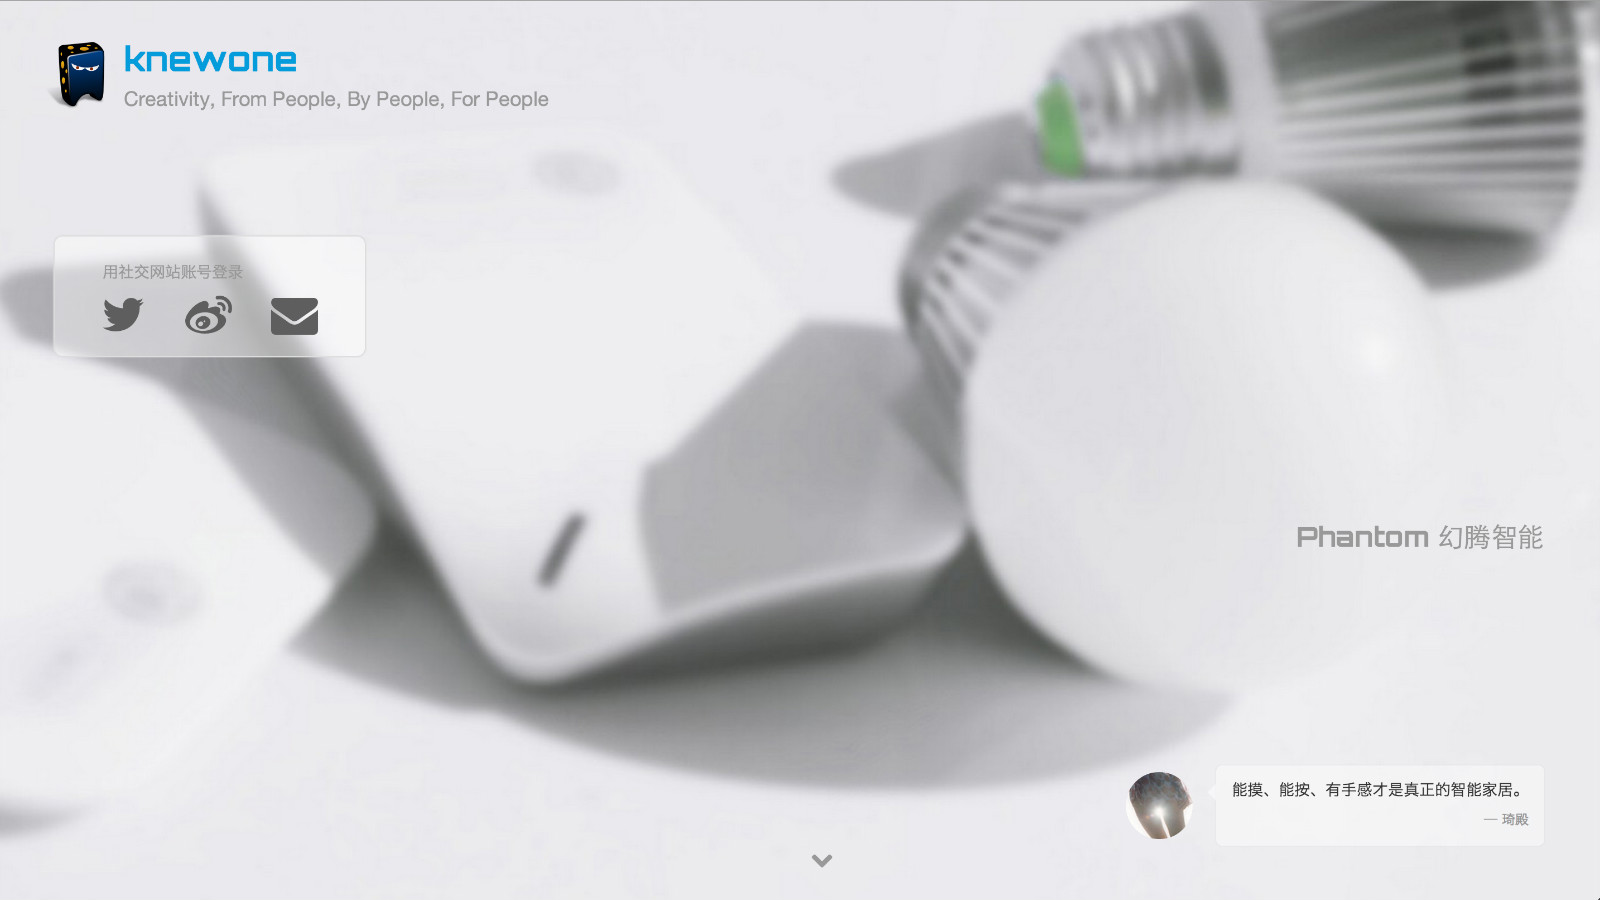 knewone
Creativity, From People, By People, For People
用社交网站账号登录
Phantom 幻腾智能
能摸、能按、有手感才是真正的智能家居。
— 琦殿